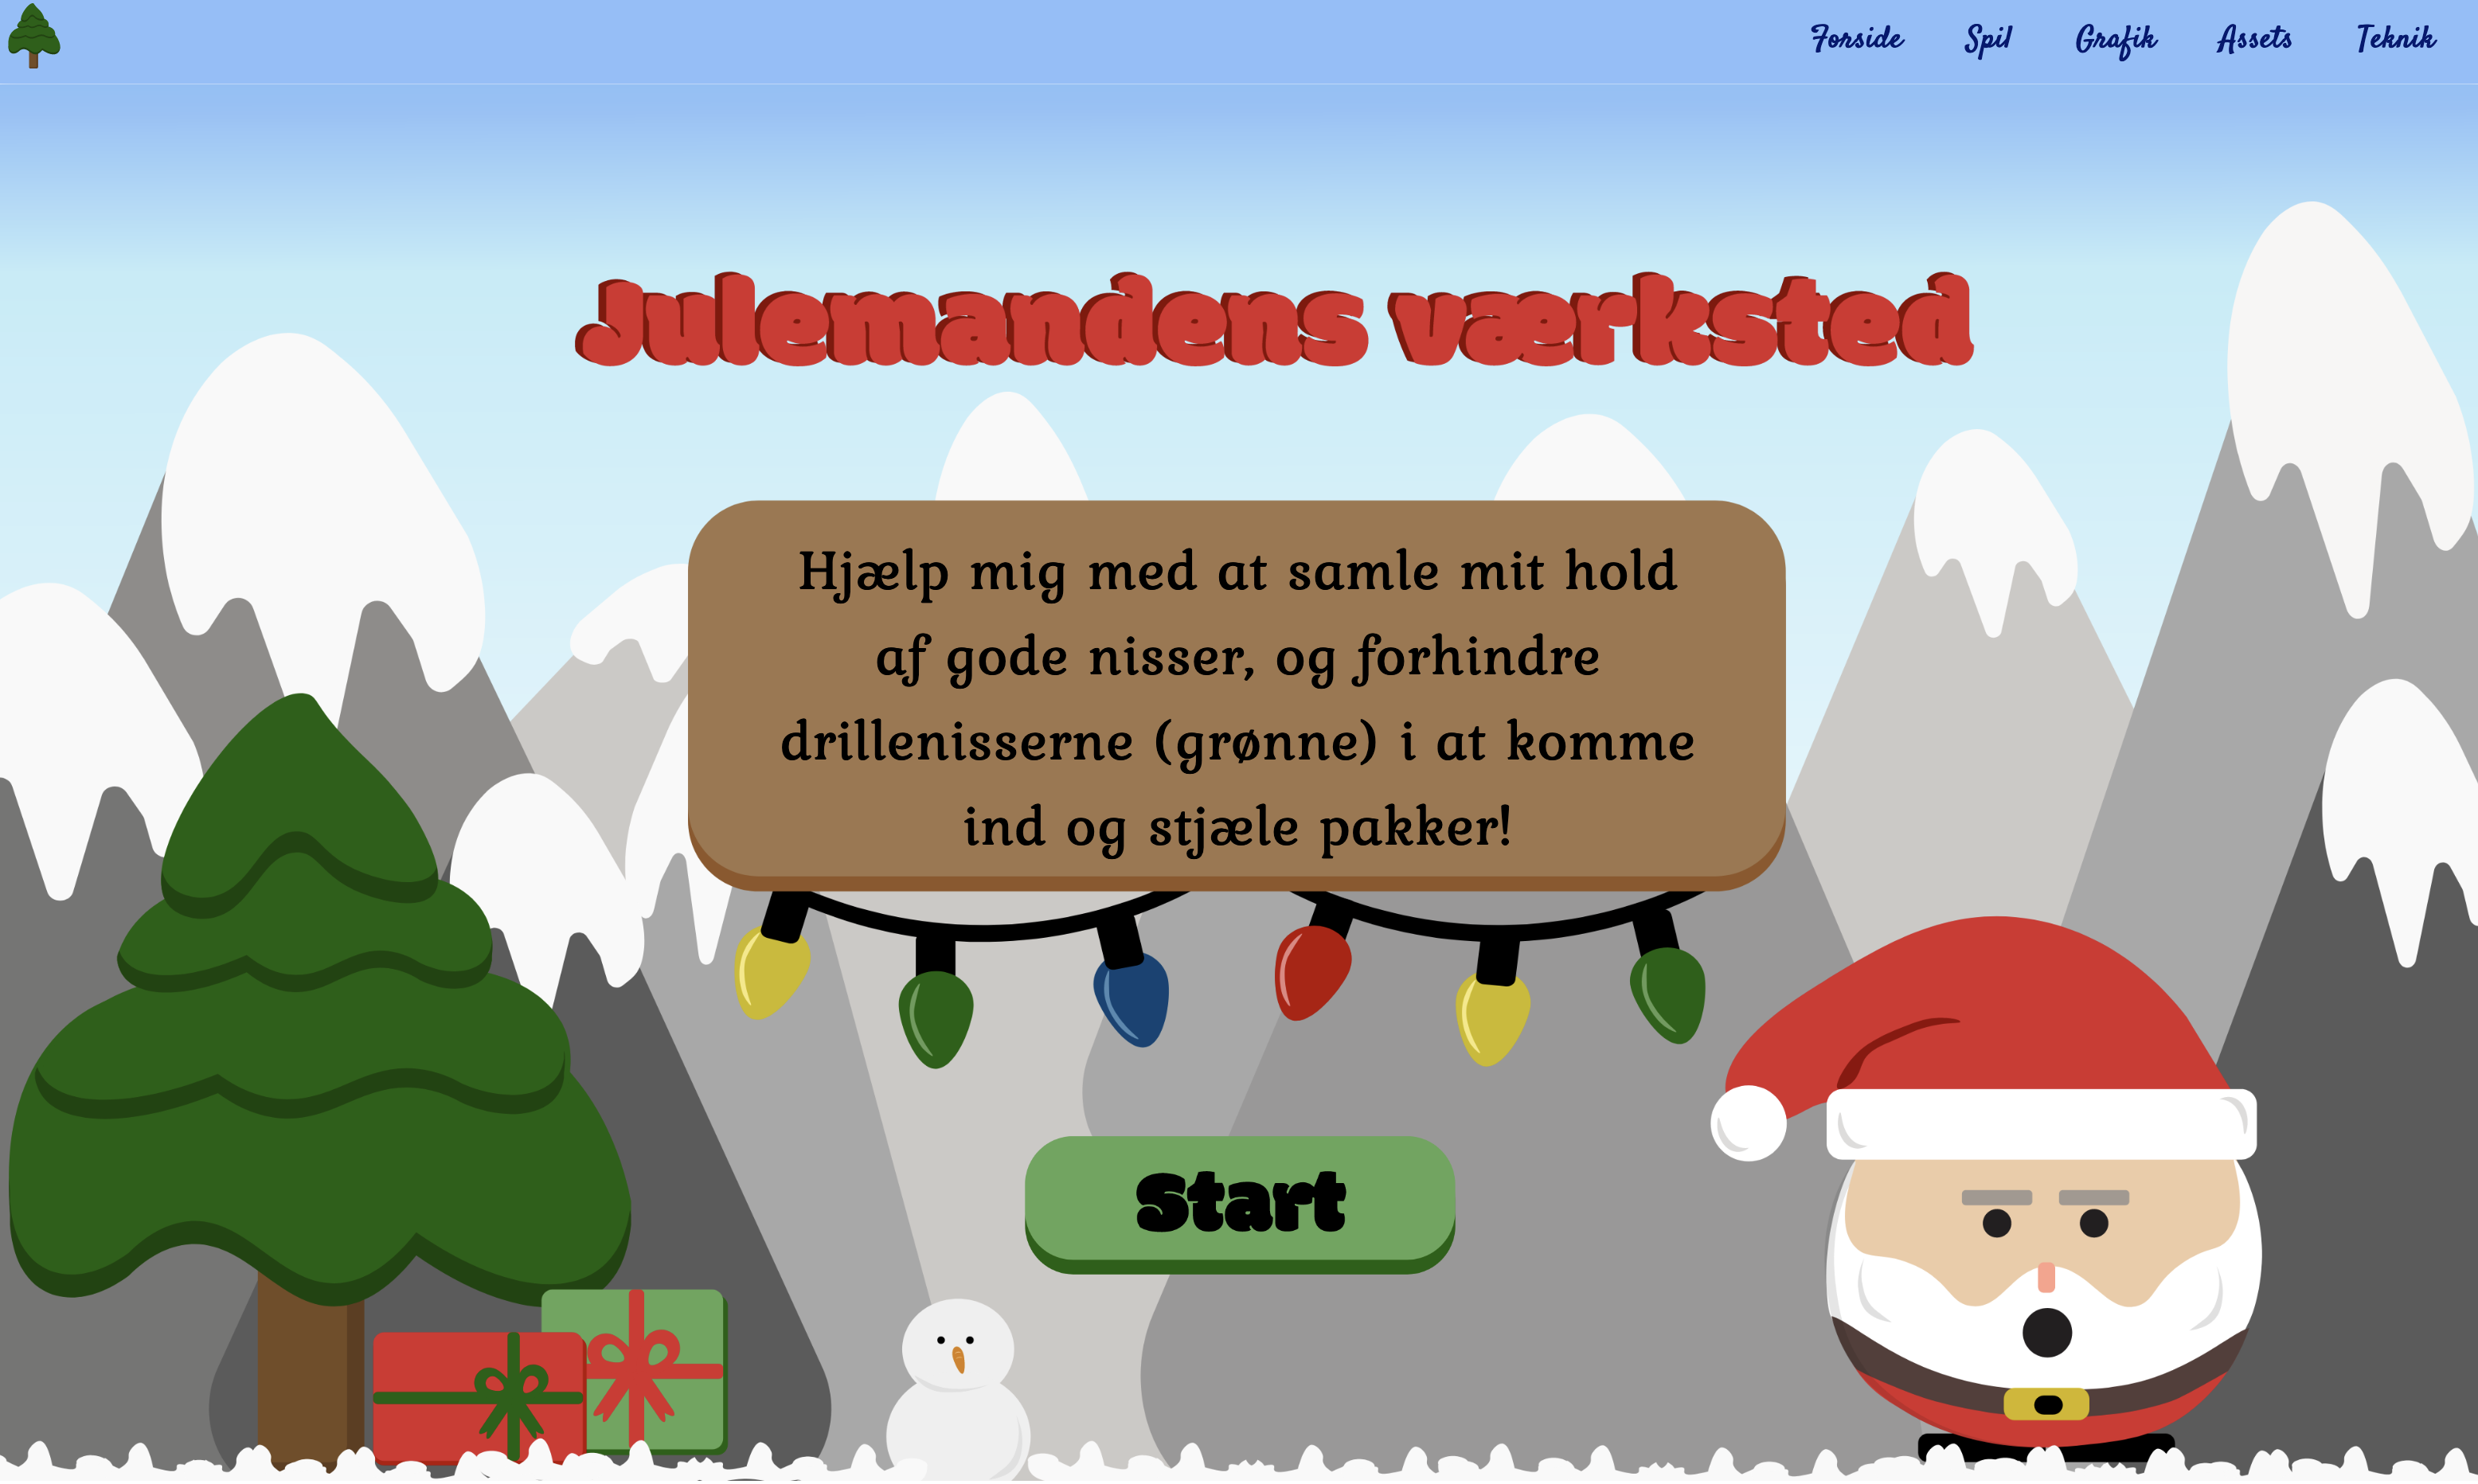 Forside Spil Grafik Assets Teknik
Julemandens værksted
Hjælp mig med at samle mit hold
af gode nisser, og forhindre
drillenisserne (grønne) i at komme
ind og stjæle pakker!
Start